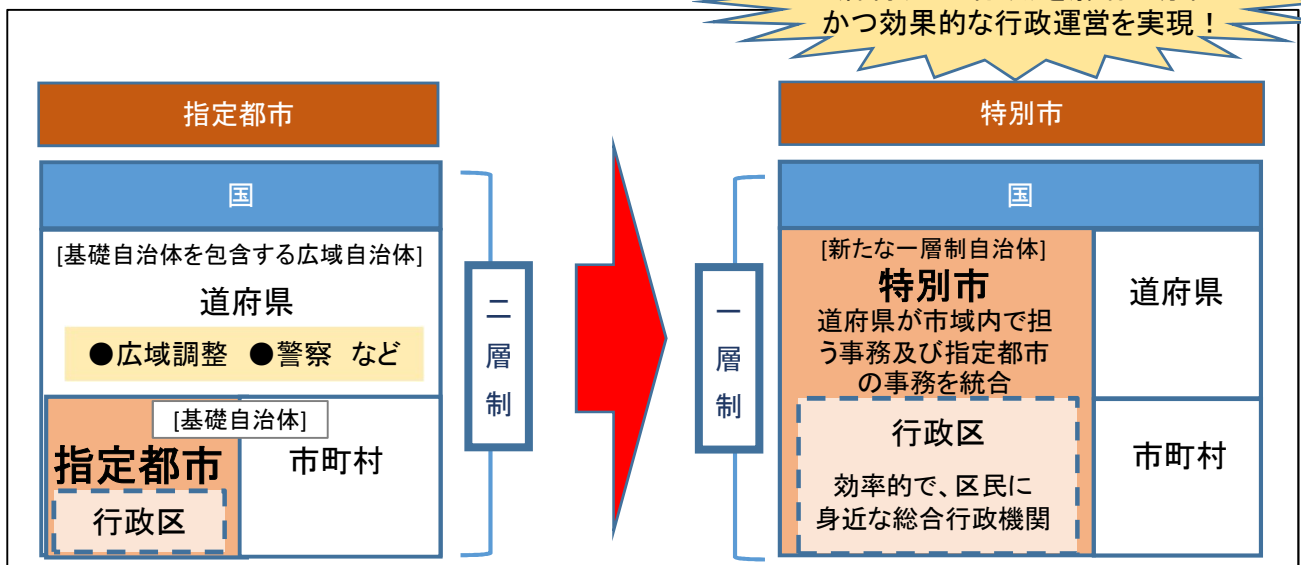 かつ効果的な行政運営を実現！
指定都市
国
[基礎自治体を包含する広域自治体]
道府県
●広域調整 ●警察 など
[基礎自治体]
指定都市
行政区
市町村
二層制
特別市
国
[新たな一層制自治体]
特別市
道府県が市域内で担
う事務及び指定都市
の事務を統合
行政区
効率的で、区民に
身近な総合行政機関
道府県
市町村
一層制